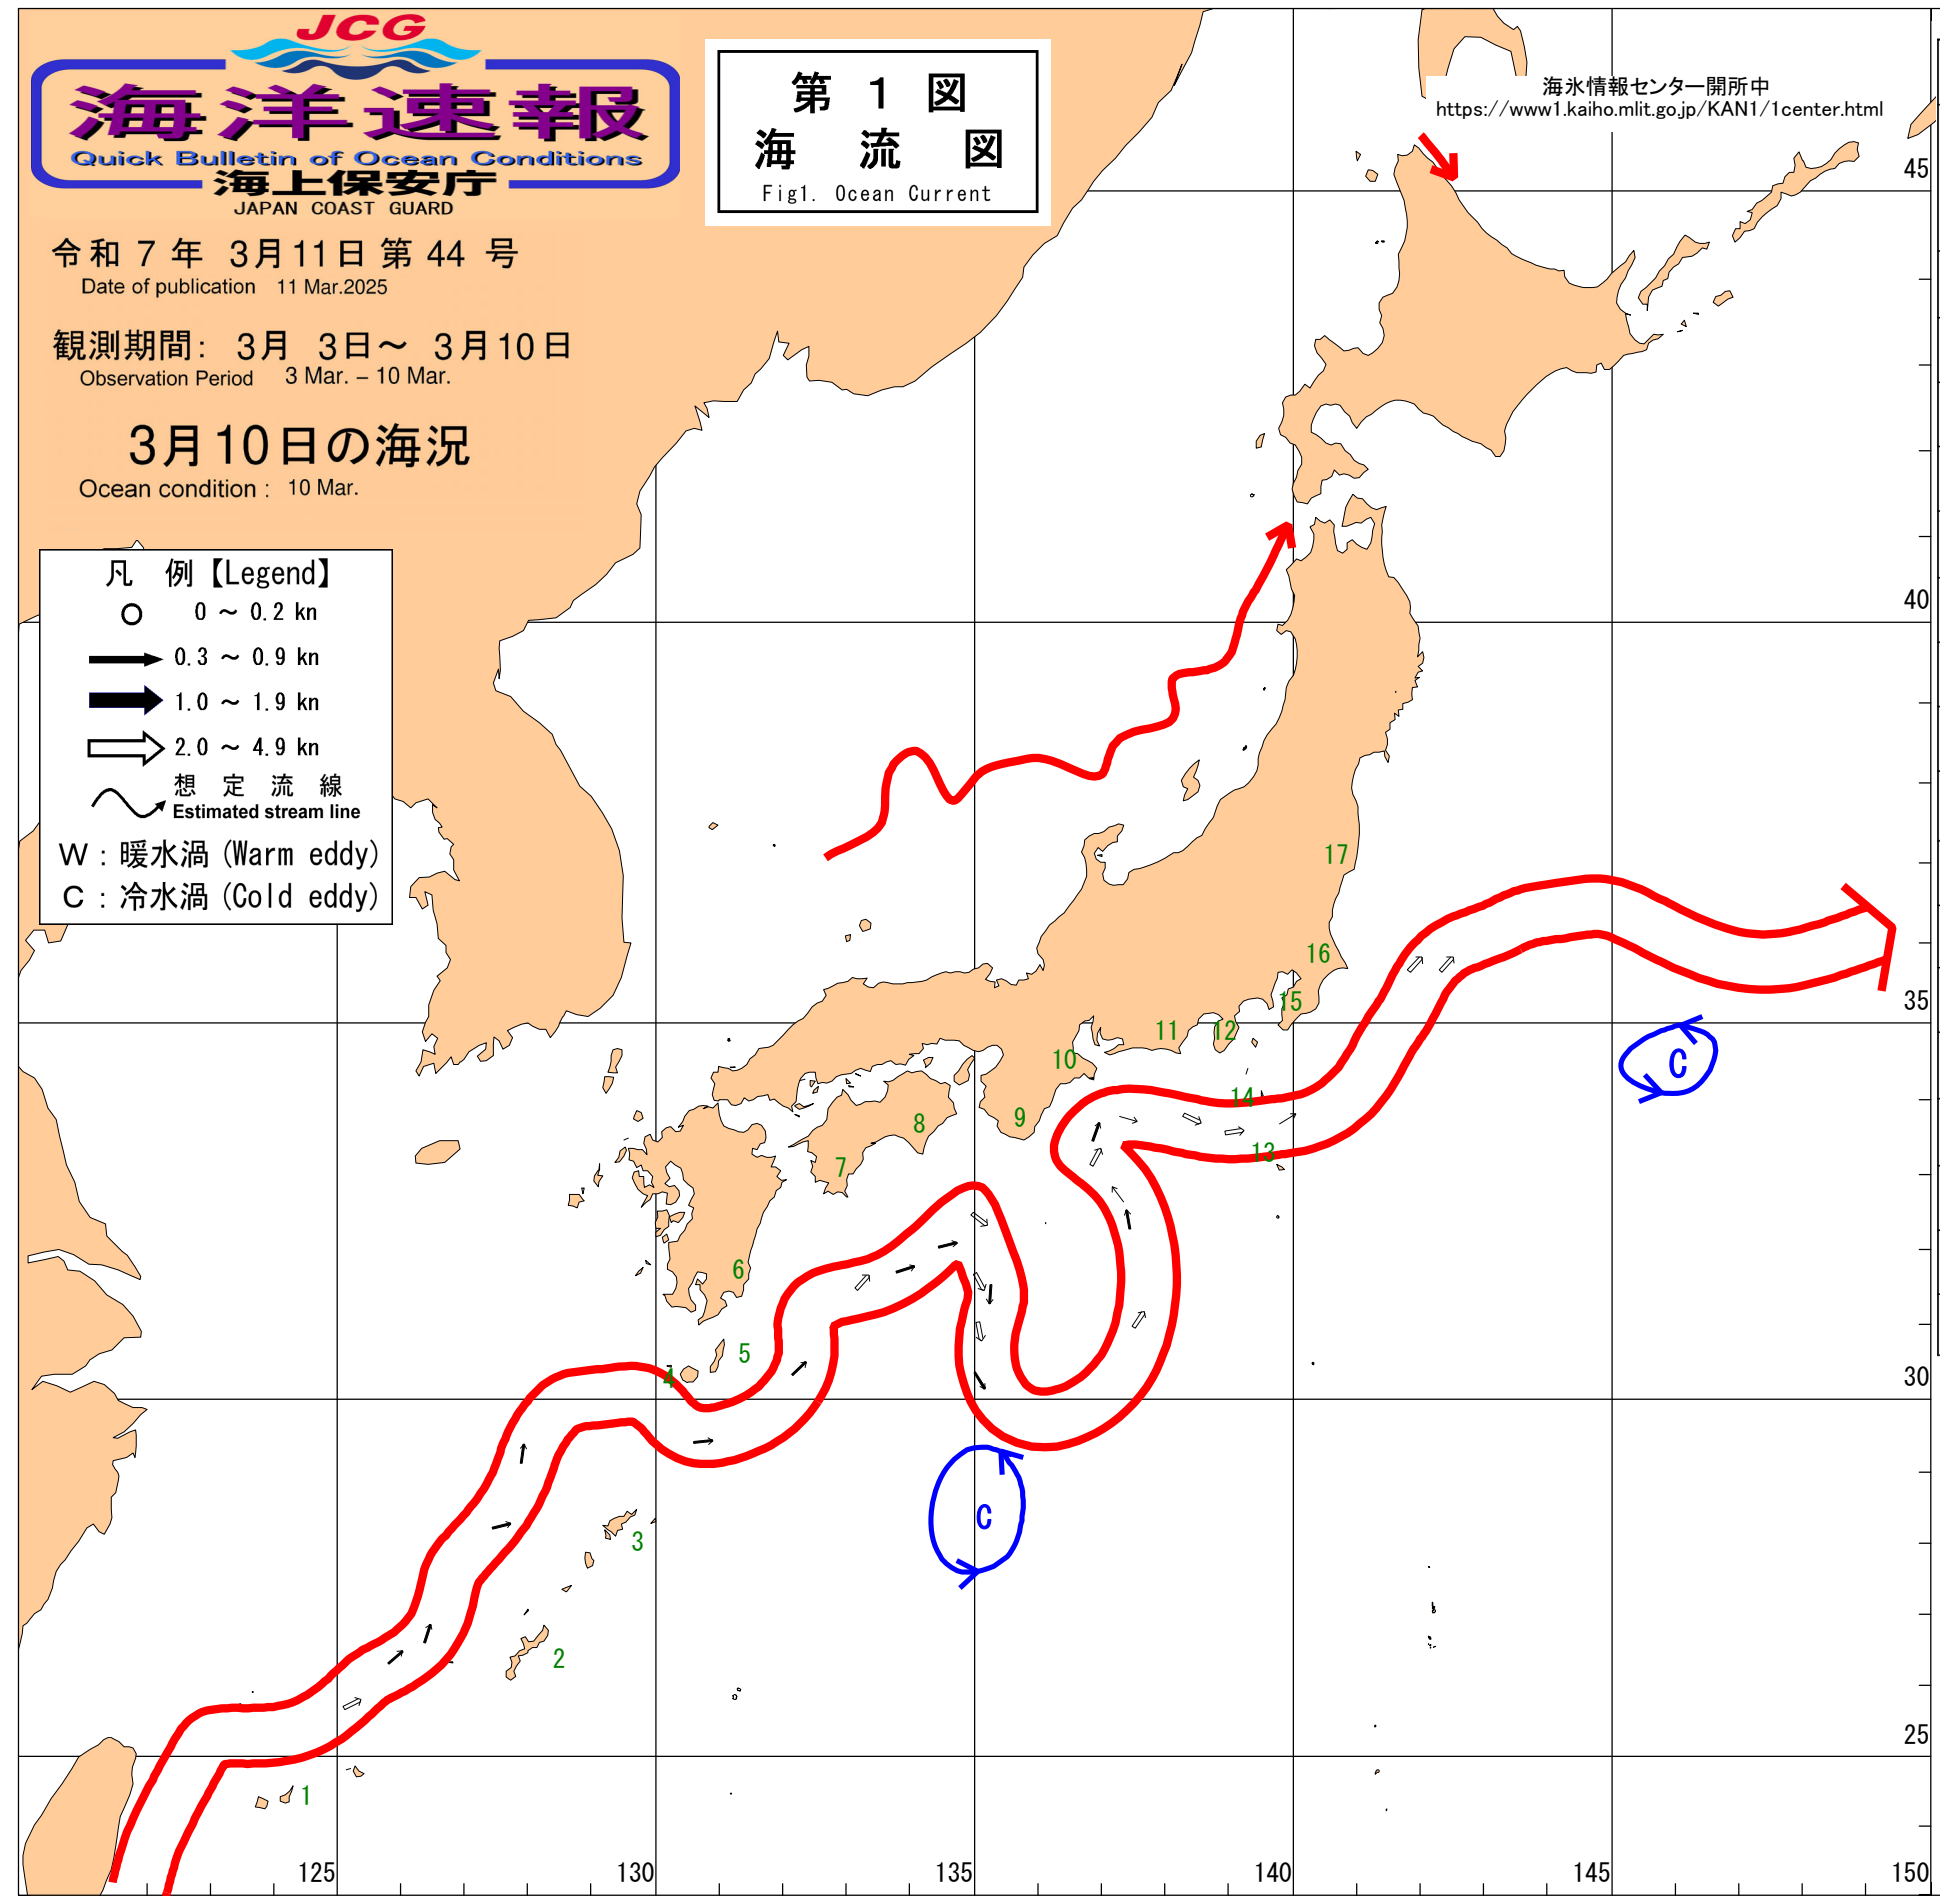 JCG
海洋速報
Quick Bulletin of Ocean Conditions
海上保安庁
JAPAN COAST GUARD
令和 7 年 3月11日 第 44 号
Date of publication 11 Mar.2025
観測期間: 3月 3日～ 3月10日
Observation Period 3 Mar. – 10 Mar.
3月10日の海況
Ocean condition : 10 Mar.
第 1 図
海 流 図
Fig1. Ocean Current
海氷情報センター開所中
https://www1.kaiho.mlit.go.jp/KAN1/1center.html
凡 例【Legend】
0 ～ 0.2 kn
0.3 ～ 0.9 kn
1.0 ～ 1.9 kn
2.0 ～ 4.9 kn
想 定 流 線
Estimated stream line
W : 暖水渦 (Warm eddy)
C : 冷水渦 (Cold eddy)
45
40
17
16
35
15
11
12
10
C
14
9
8
13
7
6
5
4
30
C
3
2
25
1
125
130
135
140
145
150